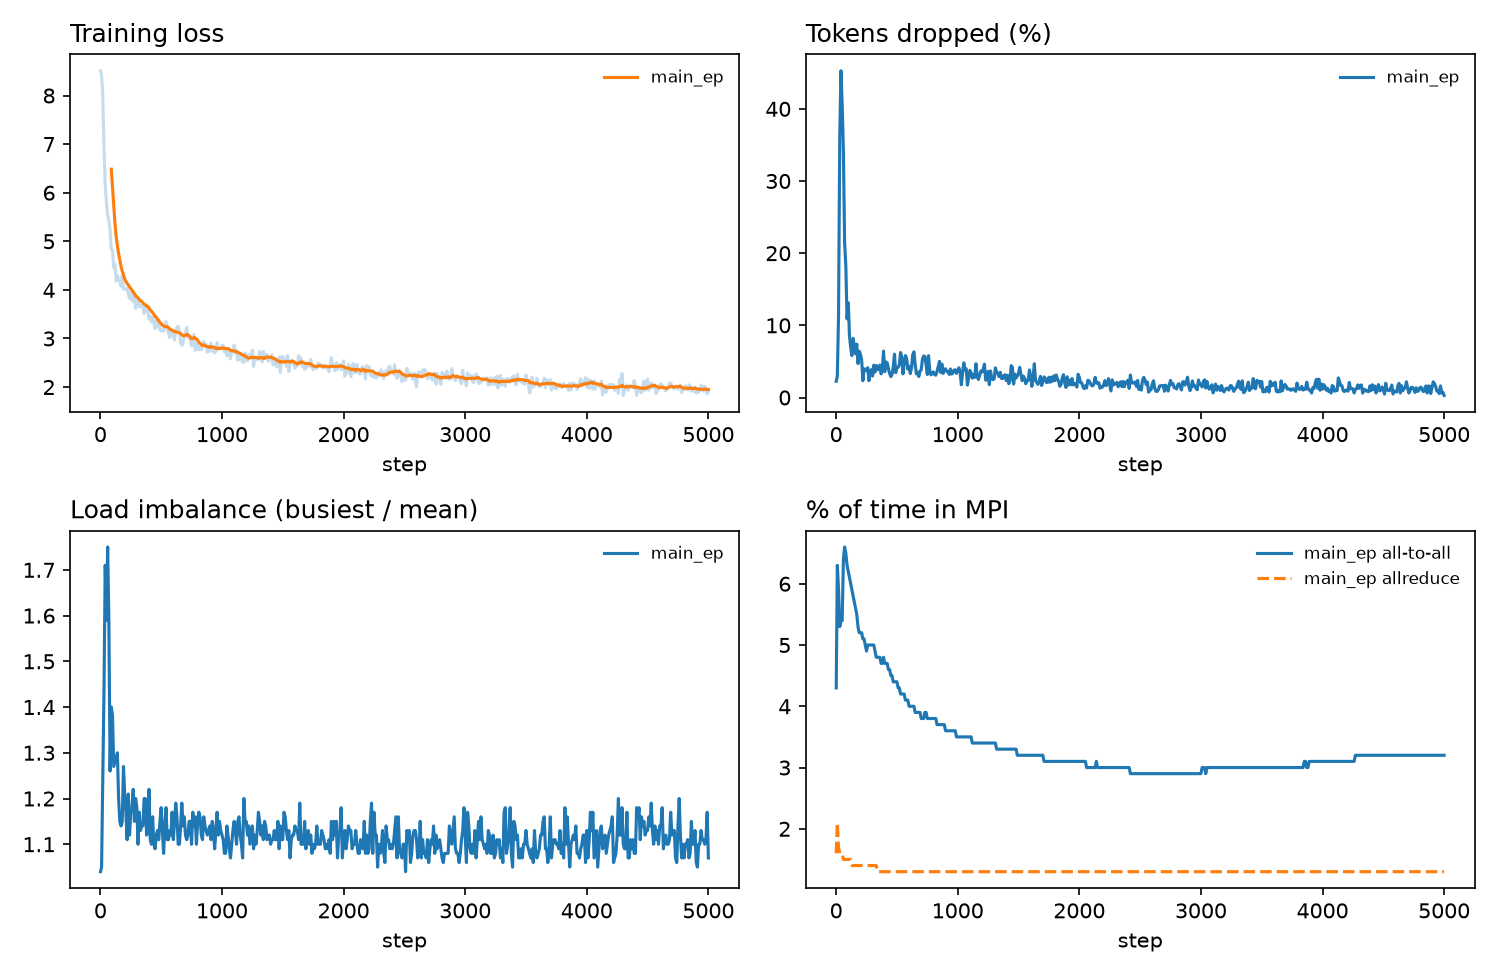 Training loss
main_ep
8
7
6
5
4
3
2
0 1000 2000 3000 4000 5000
step
Tokens dropped (%)
main_ep
40
30
20
10
0
0 1000 2000 3000 4000 5000
step
Load imbalance (busiest / mean)
main_ep
1.7
1.6
1.5
1.4
1.3
1.2
1.1
0 1000 2000 3000 4000 5000
step
% of time in MPI
main_ep all-to-all
main_ep allreduce
6
5
4
3
2
0 1000 2000 3000 4000 5000
step